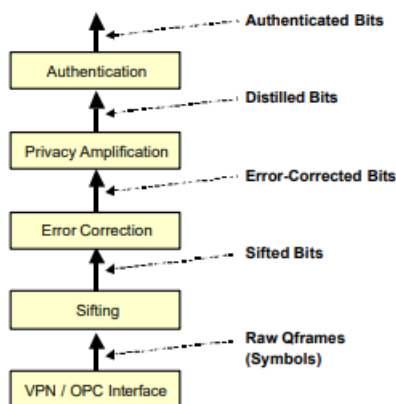 Authenticated Bits
Authentication
Distilled Bits
Privacy Amplification
Error-Corrected Bits
Error Correction
Sifted Bits
Sifting
Raw Qframes
(Symbols)
VPN / OPC Interface